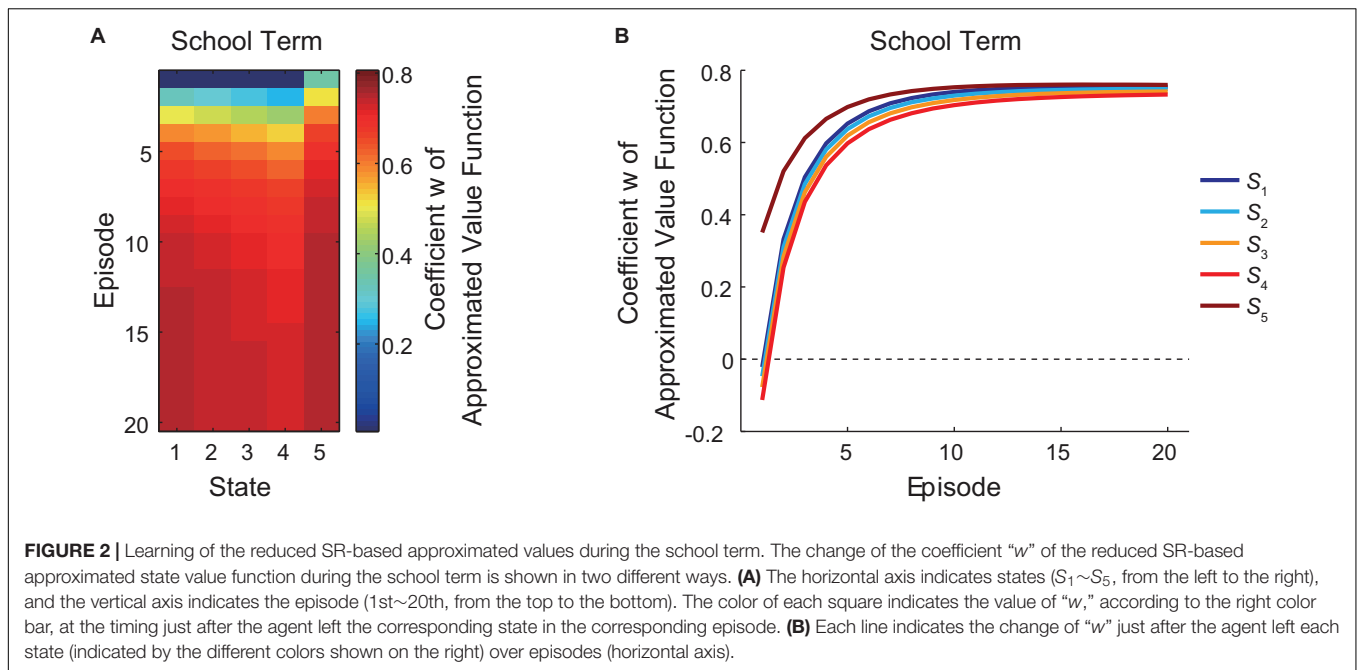 A
School Term
5
10
15
20
Episode
1 2 3 4 5
State
0.8
0.6
0.4
0.2
Coefficient w of
Approximated Value Function
B
School Term
0.8
0.6
0.4
0.2
0
-0.2
Coefficient w of
Approximated Value Function
5 10 15 20
Episode
S1
S2
S3
S4
S5
FIGURE 2 | Learning of the reduced SR-based approximated values during the school term. The change of the coefficient “w” of the reduced SR-based
approximated state value function during the school term is shown in two different ways. (A) The horizontal axis indicates states (S1∼S5, from the left to the right),
and the vertical axis indicates the episode (1st∼20th, from the top to the bottom). The color of each square indicates the value of “w,” according to the right color
bar, at the timing just after the agent left the corresponding state in the corresponding episode. (B) Each line indicates the change of “w” just after the agent left each
state (indicated by the different colors shown on the right) over episodes (horizontal axis).